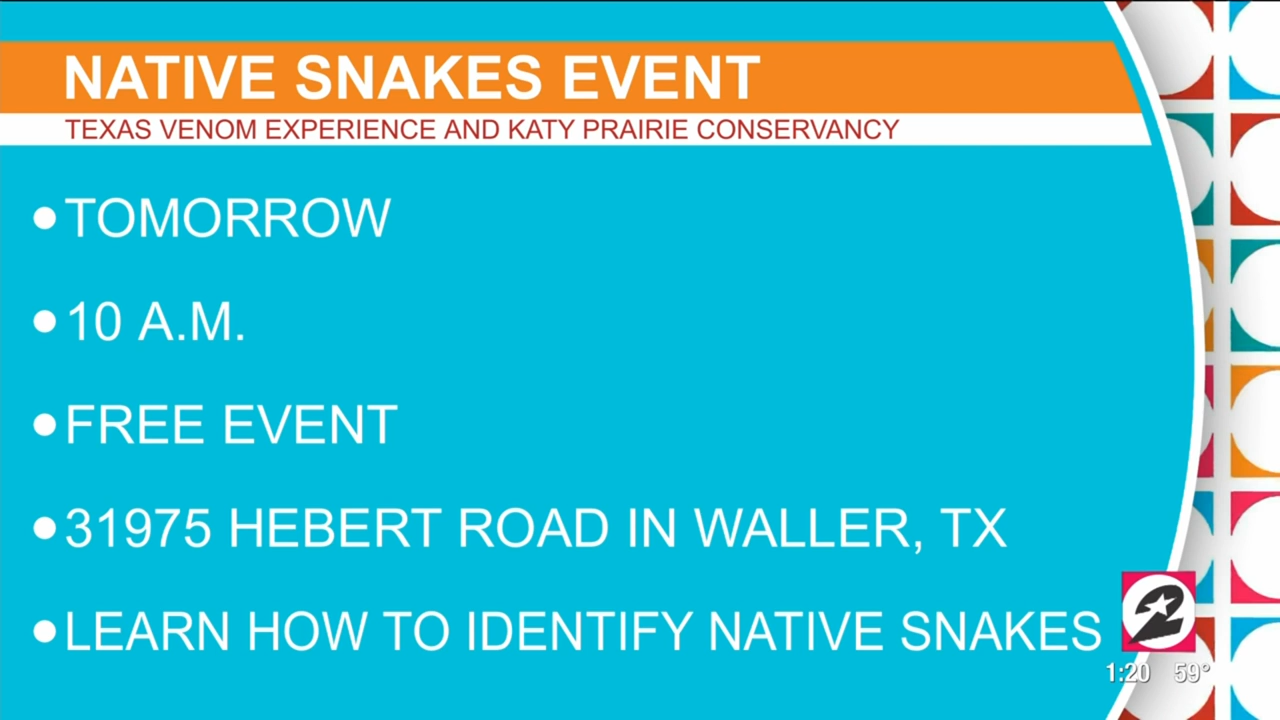 NATIVE SNAKES EVENT
TEXAS VENOM EXPERIENCE AND KATY PRAIRIE CONSERVANCY
• TOMORROW
• 10 A.M.
• FREE EVENT
• 31975 HEBERT ROAD IN WALLER, TX
• LEARN HOW TO IDENTIFY NATIVE SNAKES
2
1:20 59°